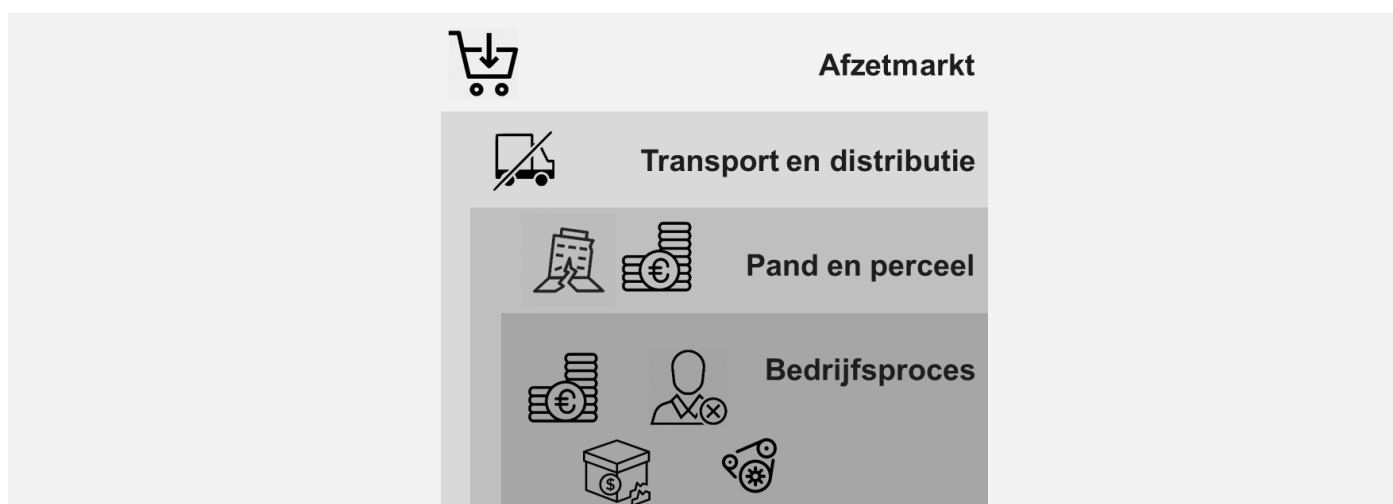 Afzetmarkt
Transport en distributie
€
Pand en perceel
Bedrijfsproces
€
$